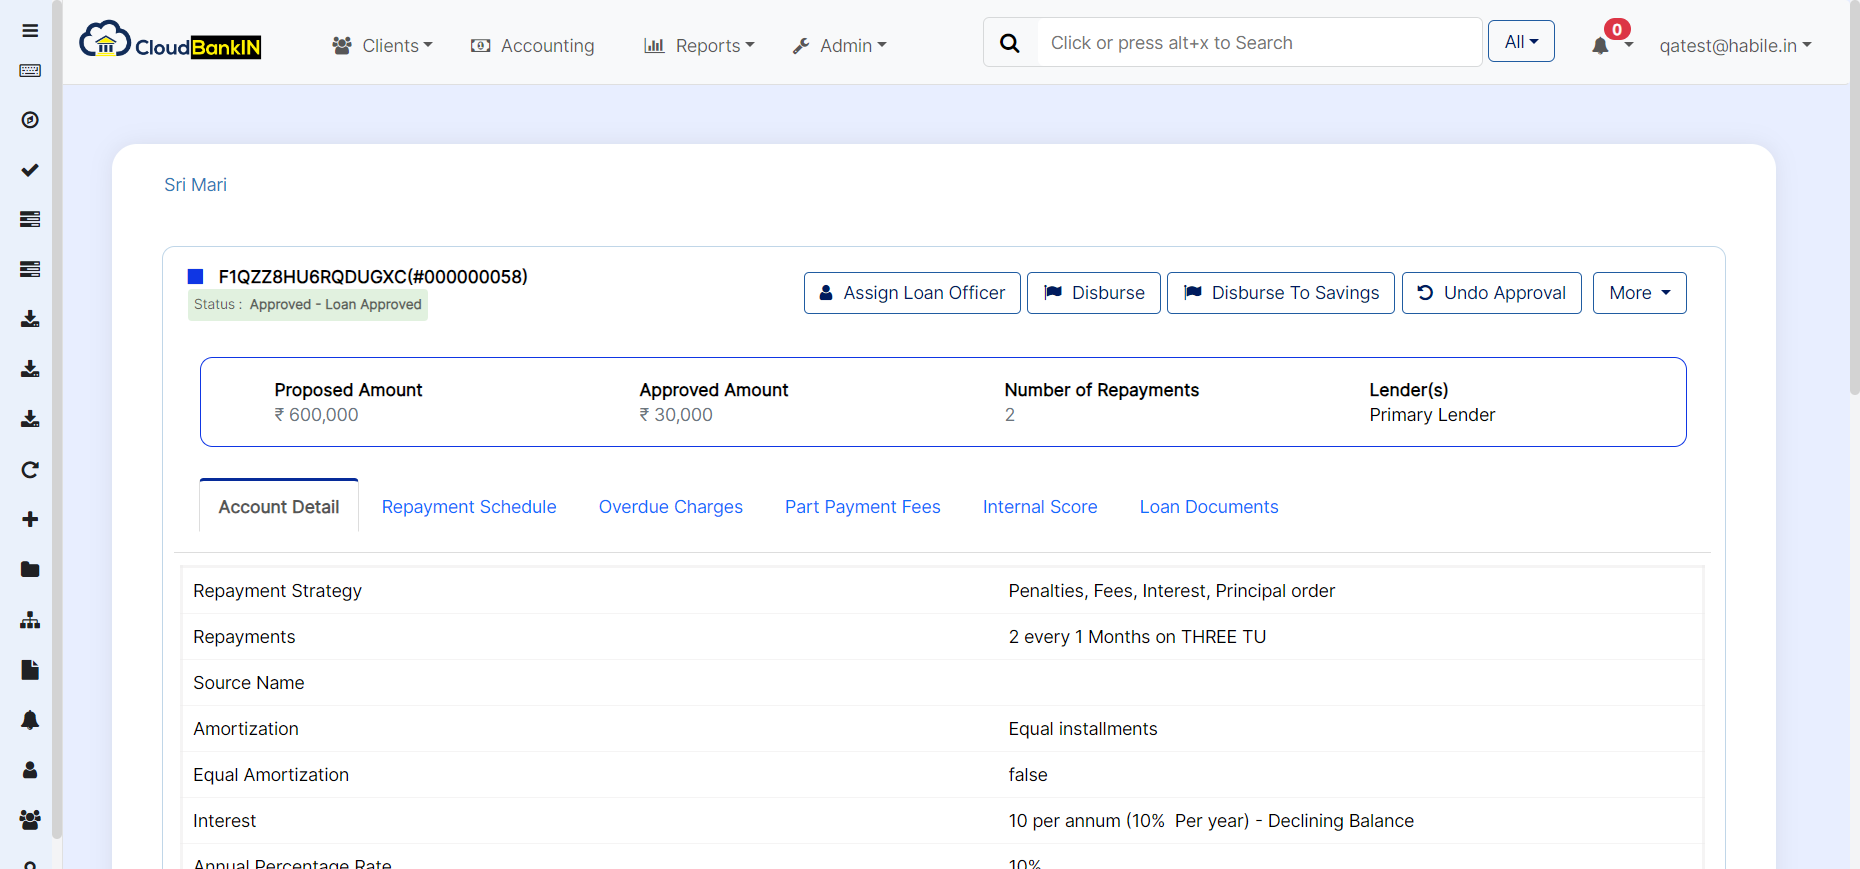 CloudBankIN
Clients
Accounting
Reports
Admin
Click or press alt+x to Search
All
0
qatest@habile.in
Sri Mari
F1QZZ8HU6RQDUGXC(#000000058)
Status : Approved - Loan Approved
Assign Loan Officer
Disburse
Disburse To Savings
Undo Approval
More
Proposed Amount
₹ 600,000
Approved Amount
₹ 30,000
Number of Repayments
2
Lender(s)
Primary Lender
Account Detail
Repayment Schedule
Overdue Charges
Part Payment Fees
Internal Score
Loan Documents
Repayment Strategy
Penalties, Fees, Interest, Principal order
Repayments
2 every 1 Months on THREE TU
Source Name
Amortization
Equal installments
Equal Amortization
false
Interest
10 per annum (10% Per year) - Declining Balance
Annual Percentage Rate
10%